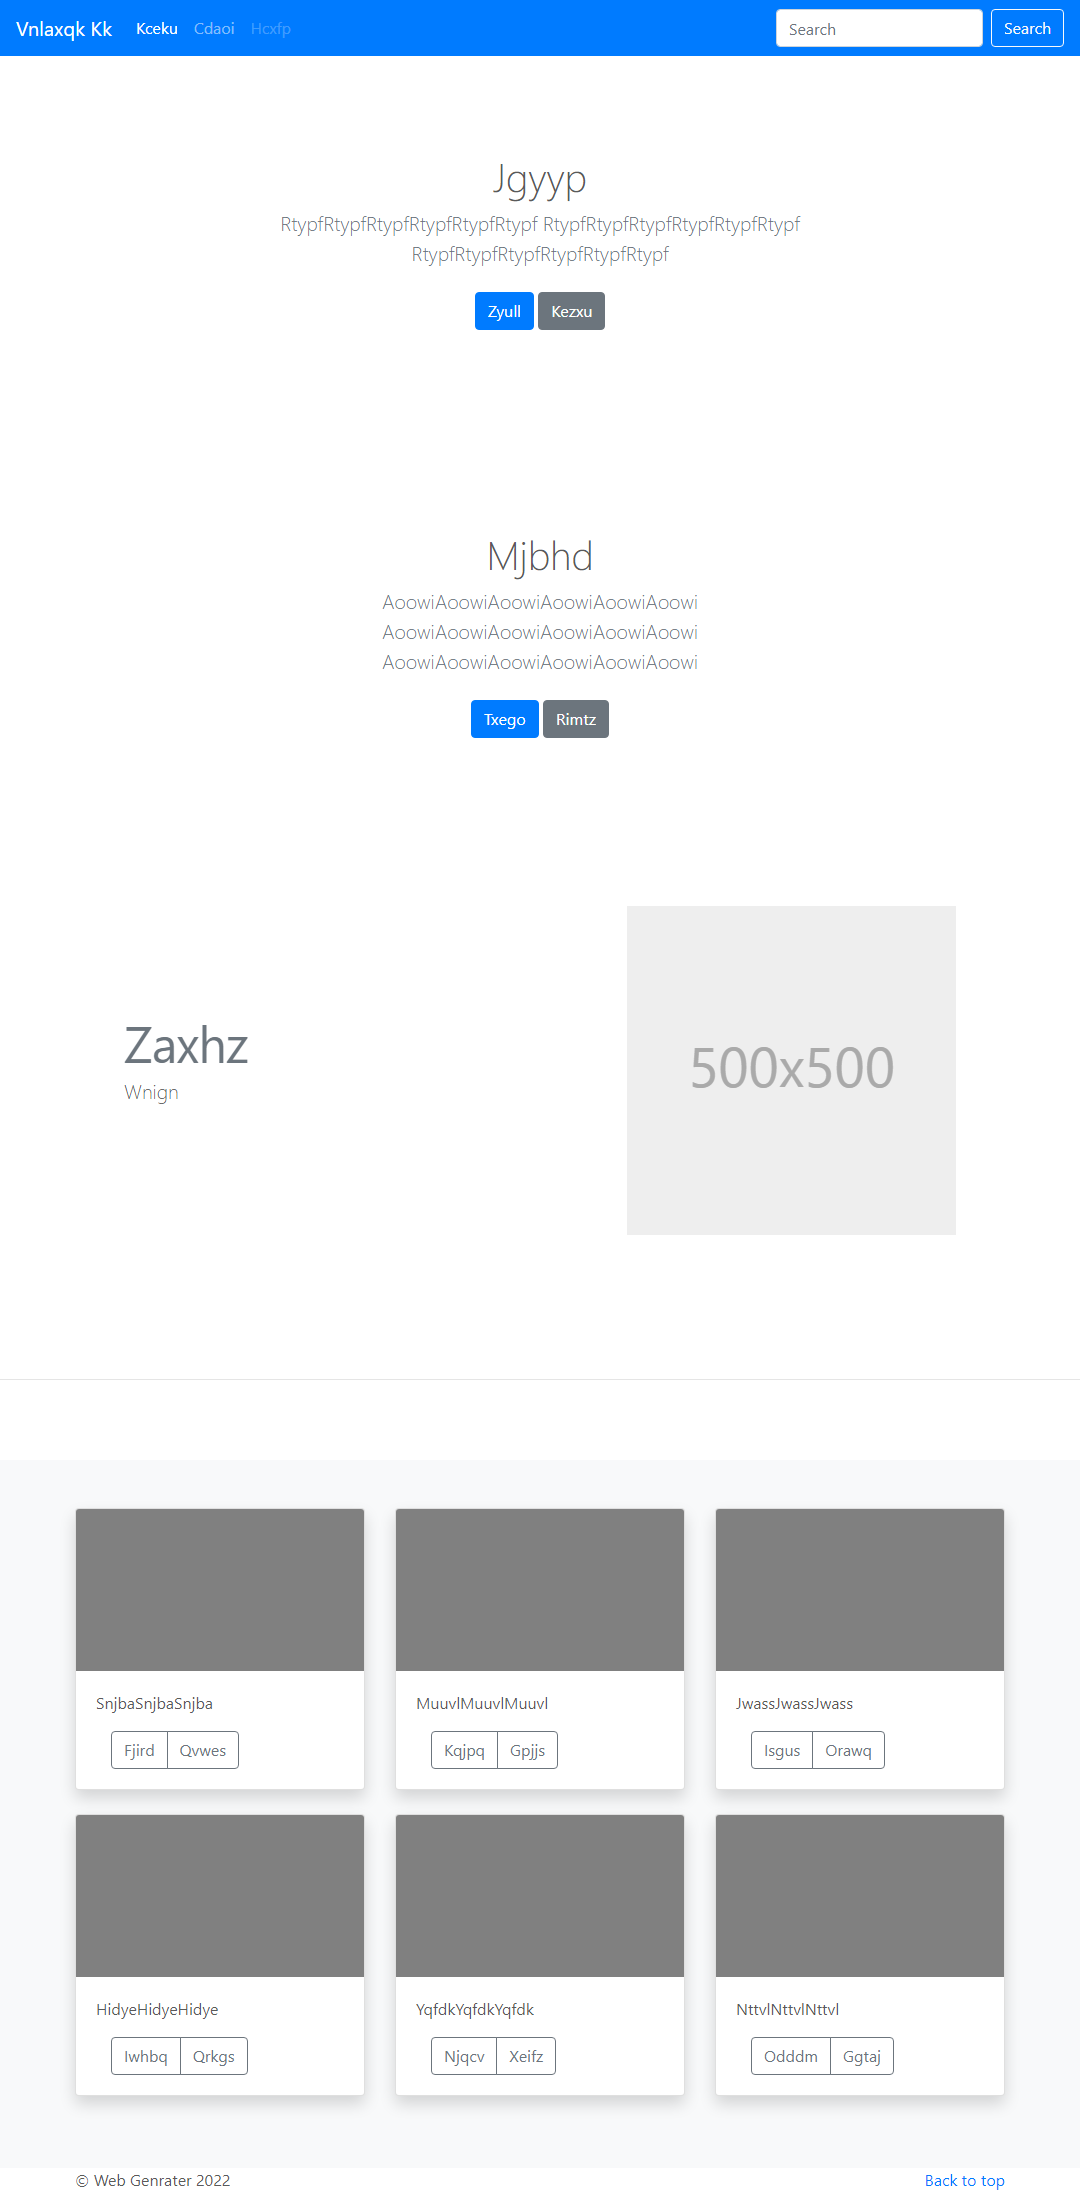 Vnlaxqk Kk Kceku Cdaoi Hcxfp Search Search
Jgyyp
RtypfRtypfRtypfRtypfRtypfRtypf RtypfRtypfRtypfRtypfRtypfRtypf
RtypfRtypfRtypfRtypfRtypfRtypf
Zyull Kezxu
Mjbhd
AoowiAoowiAoowiAoowiAoowiAoowi
AoowiAoowiAoowiAoowiAoowiAoowi
AoowiAoowiAoowiAoowiAoowiAoowi
Txego Rimtz
Zaxhz
Wnign
500x500
SnjbaSnjbaSnjba MuuvlMuuvlMuuvl JwassJwassJwass
Fjird Qvwes Kqjpq Gpjjs Isgus Orawq
HidyeHidyeHidye YqfdkYqfdkYqfdk NttvlNttvlNttvl
Iwhbq Qrkgs Njqcv Xeifz Odddm Ggtaj
© Web Genrater 2022 Back to top